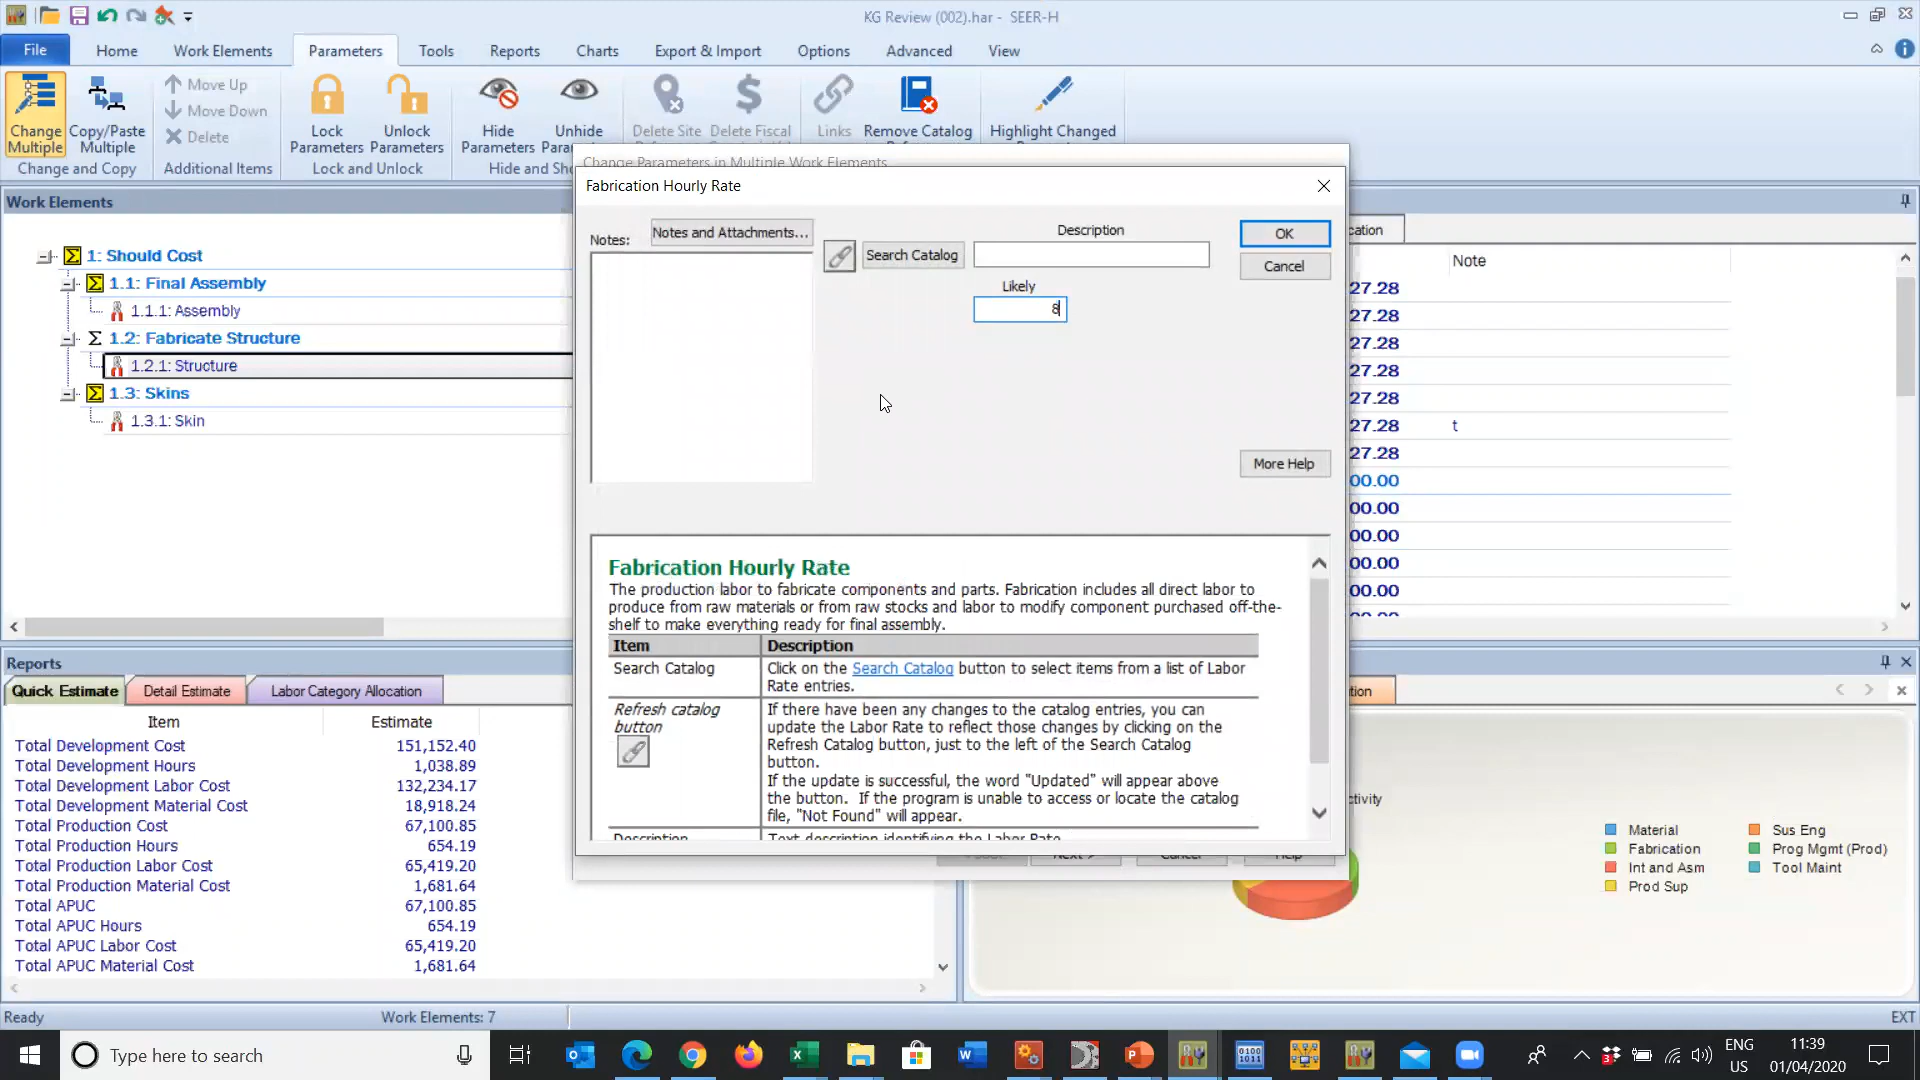 KG Review (002).har - SEER-H
File
Home
Work Elements
Parameters
Tools
Reports
Charts
Export & Import
Options
Advanced
View
Change Multiple
Copy/Paste Multiple
Move Up
Move Down
Delete
Lock Parameters
Unlock Parameters
Hide Parameters
Unhide
Delete Site
Delete Fiscal
Links
Remove Catalog
Highlight Changed
Change and Copy
Additional Items
Lock and Unlock
Change Parameters in Multiple Work Elements
Fabrication Hourly Rate
Notes:
Notes and Attachments...
Search Catalog
Description
Likely
8
OK
Cancel
More Help
Fabrication Hourly Rate
The production labor to fabricate components and parts. Fabrication includes all direct labor to
produce from raw materials or from raw stocks and labor to modify component purchased off-the-
shelf to make everything ready for final assembly.
Item Description
Search Catalog
Click on the Search Catalog button to select items from a list of Labor
Rate entries.
Refresh catalog
button
If there have been any changes to the catalog entries, you can
update the Labor Rate to reflect those changes by clicking on the
Refresh Catalog button, just to the left of the Search Catalog
button.
If the update is successful, the word "Updated" will appear above
the button. If the program is unable to access or locate the catalog
file, "Not Found" will appear.
Description Text description identifying the Labor Rate
Next >
Cancel
Help
Work Elements
1: Should Cost
1.1: Final Assembly
1.1.1: Assembly
1.2: Fabricate Structure
1.2.1: Structure
1.3: Skins
1.3.1: Skin
Note
27.28
27.28
27.28
27.28
27.28
27.28 t
27.28
00.00
00.00
00.00
00.00
00.00
Reports
Quick Estimate
Detail Estimate
Labor Category Allocation
Item Estimate
Total Development Cost 151,152.40
Total Development Hours 1,038.89
Total Development Labor Cost 132,234.17
Total Development Material Cost 18,918.24
Total Production Cost 67,100.85
Total Production Hours 654.19
Total Production Labor Cost 65,419.20
Total Production Material Cost 1,681.64
Total APUC 67,100.85
Total APUC Hours 654.19
Total APUC Labor Cost 65,419.20
Total APUC Material Cost 1,681.64
Material
Fabrication
Int and Asm
Prod Sup
Sus Eng
Prog Mgmt (Prod)
Tool Maint
Ready
Work Elements: 7
EXT
Type here to search
ENG
US
11:39
01/04/2020